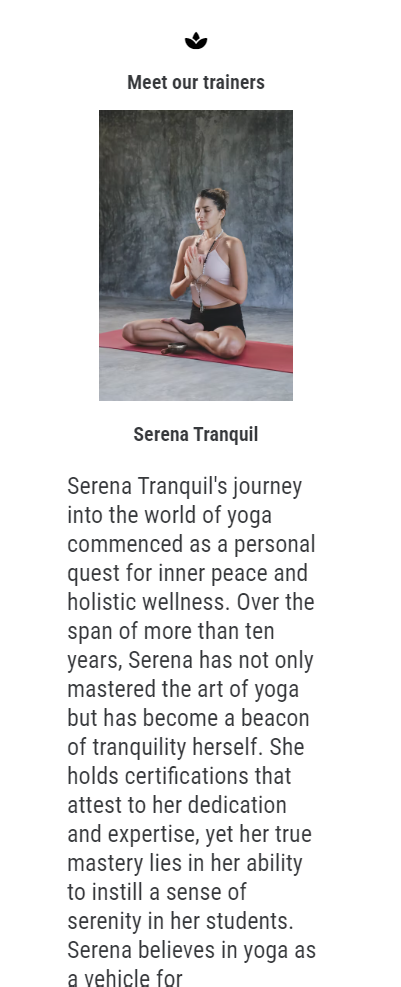 Meet our trainers
Serena Tranquil
Serena Tranquil's journey
into the world of yoga
commenced as a personal
quest for inner peace and
holistic wellness. Over the
span of more than ten
years, Serena has not only
mastered the art of yoga
but has become a beacon
of tranquility herself. She
holds certifications that
attest to her dedication
and expertise, yet her true
mastery lies in her ability
to instill a sense of
serenity in her students.
Serena believes in yoga as
a vehicle for